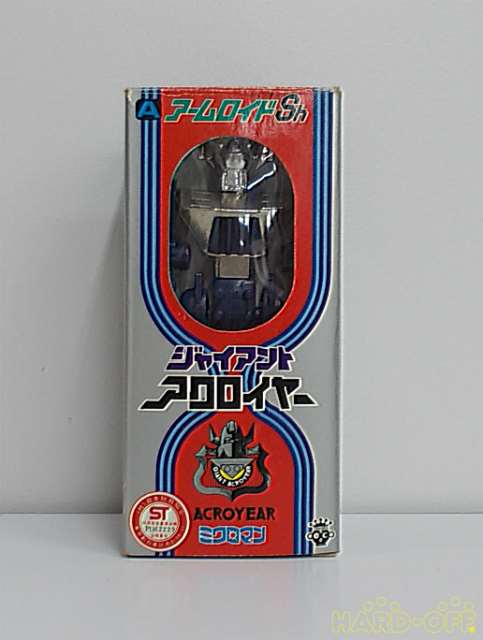 A アームロイドSh
ジャイアント
アクロイヤー
GIANT ACROYEAR
ACROYEAR
ミクロマン
ST
HARD-OFF